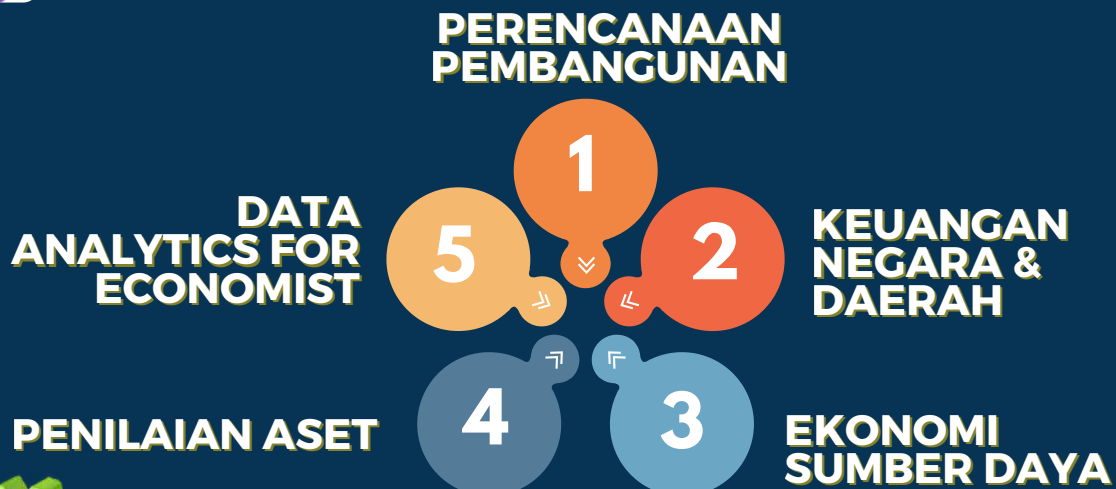 PERENCANAAN
PEMBANGUNAN
1
2
KEUANGAN
NEGARA &
DAERAH
3
EKONOMI
SUMBER DAYA
4
PENILAIAN ASET
5
DATA
ANALYTICS FOR
ECONOMIST